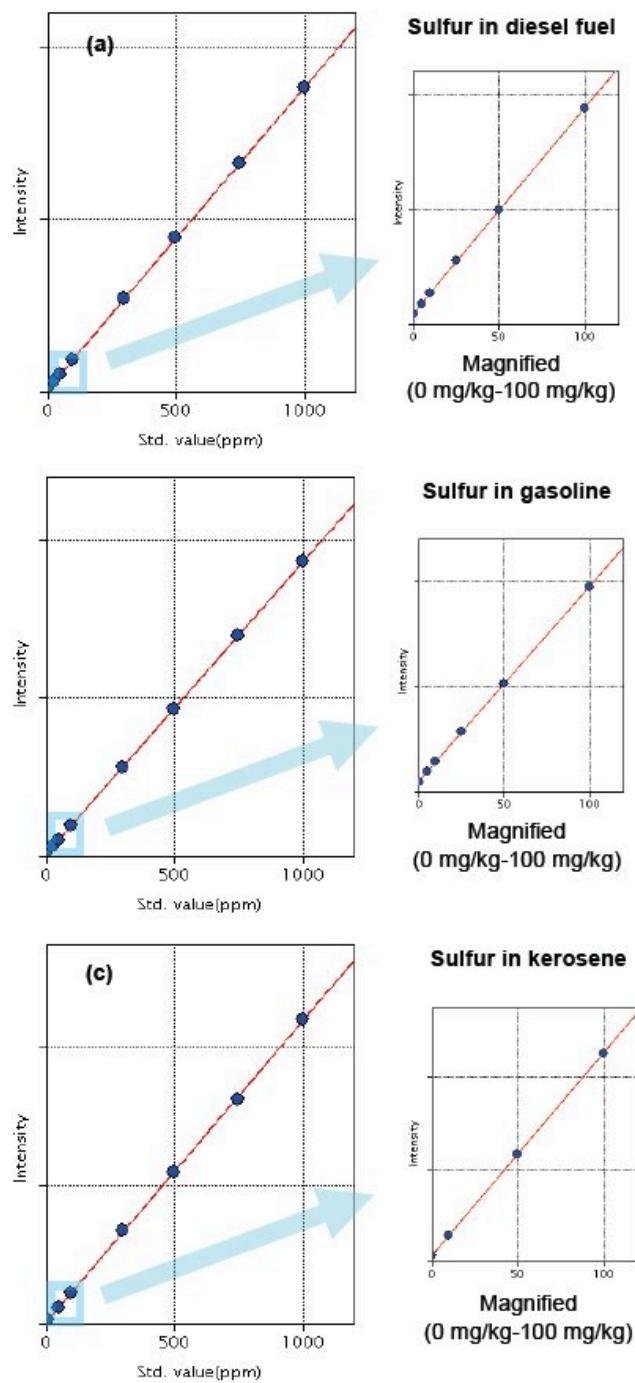 (a)
Intensity
0
500
1000
Std. value(ppm)
Sulfur in diesel fuel
Intensity
0
50
100
Magnified
(0 mg/kg-100 mg/kg)
Intensity
0
500
1000
Std. value(ppm)
Sulfur in gasoline
Intensity
0
50
100
Magnified
(0 mg/kg-100 mg/kg)
(c)
Intensity
0
500
1000
Std. value(ppm)
Sulfur in kerosene
Intensity
0
50
100
Magnified
(0 mg/kg-100 mg/kg)